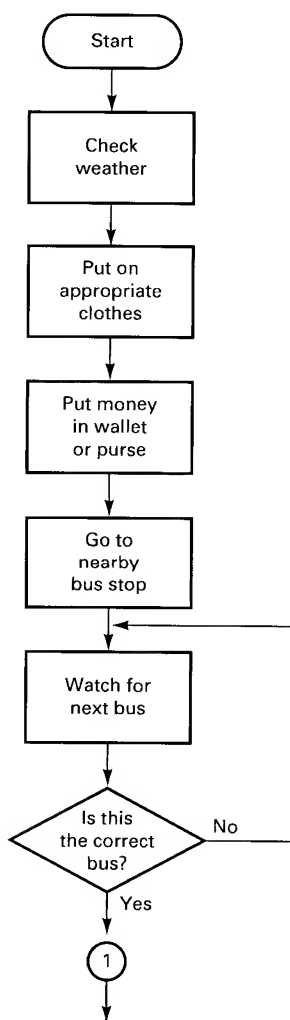 Start
Check
weather
Put on
appropriate
clothes
Put money
in wallet
or purse
Go to
nearby
bus stop
Watch for
next bus
Is this
the correct
bus?
No
Yes
1